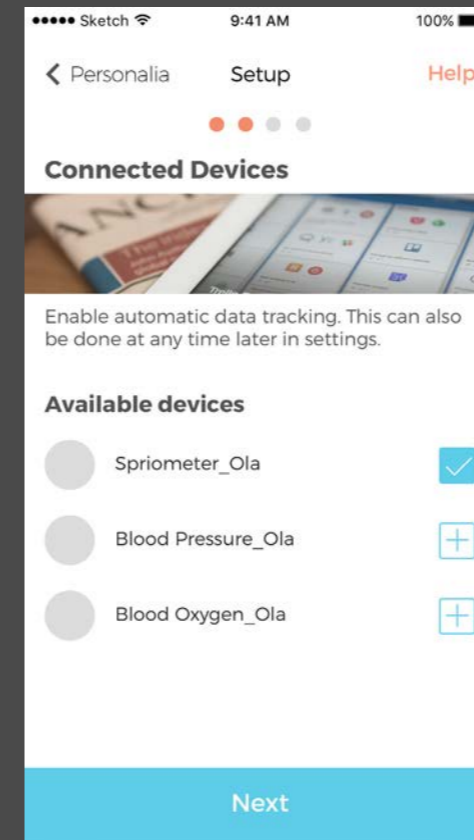 Sketch 9:41 AM 100%
Personalia Setup Help
Connected Devices
ANC
Enable automatic data tracking. This can also
be done at any time later in settings.
Available devices
Spriometer_Ola
Blood Pressure_Ola
Blood Oxygen_Ola
Next